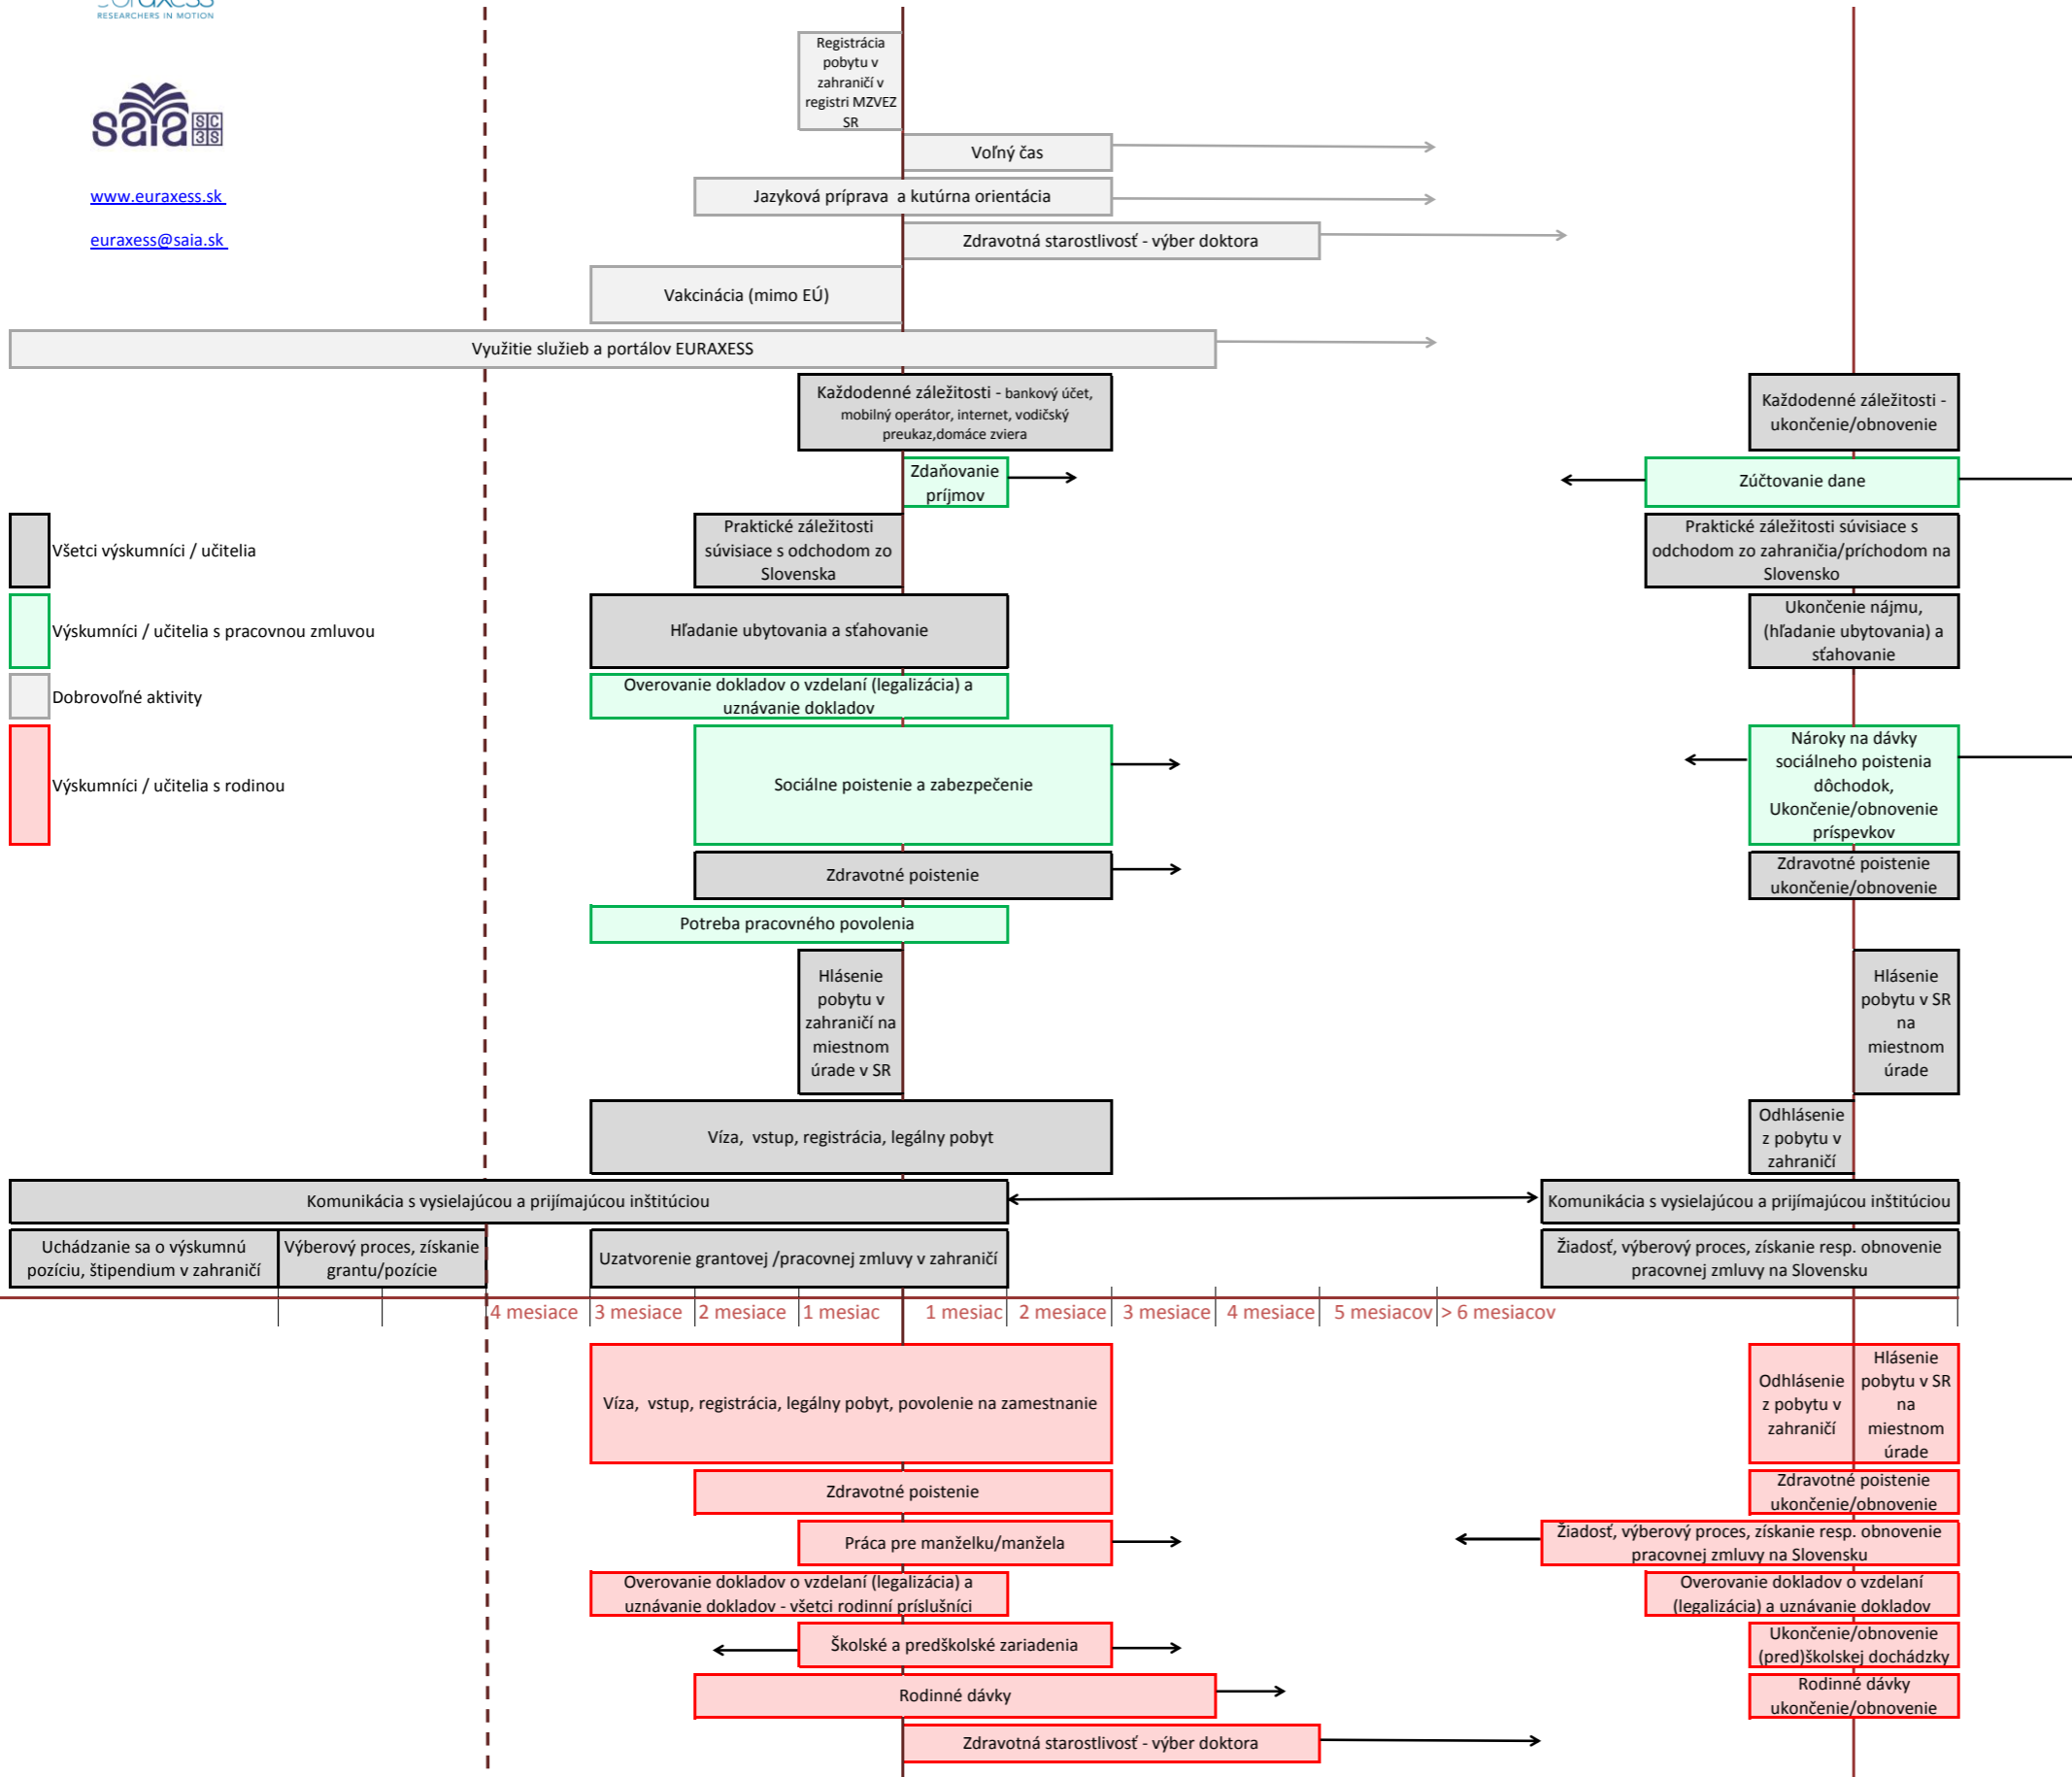 euraxess
RESEARCHERS IN MOTION
saia
www.euraxess.sk
euraxess@saia.sk
Registrácia
pobytu v
zahraničí v
registri MZVEZ
SR
Voľný čas
Jazyková príprava a kutúrna orientácia
Zdravotná starostlivosť - výber doktora
Vakcinácia (mimo EÚ)
Využitie služieb a portálov EURAXESS
Každodenné záležitosti - bankový účet,
mobilný operátor, internet, vodičský
preukaz,domáce zviera
Každodenné záležitosti -
ukončenie/obnovenie
Zdaňovanie
príjmov
Zúčtovanie dane
Všetci výskumníci / učitelia
Praktické záležitosti
súvisiace s odchodom zo
Slovenska
Praktické záležitosti súvisiace s
odchodom zo zahraničia/príchodom na
Slovensko
Výskumníci / učitelia s pracovnou zmluvou
Hľadanie ubytovania a sťahovanie
Ukončenie nájmu,
(hľadanie ubytovania) a
sťahovanie
Dobrovoľné aktivity
Overovanie dokladov o vzdelaní (legalizácia) a
uznávanie dokladov
Výskumníci / učitelia s rodinou
Sociálne poistenie a zabezpečenie
Nároky na dávky
sociálneho poistenia
dôchodok,
Ukončenie/obnovenie
príspevkov
Zdravotné poistenie
Zdravotné poistenie
ukončenie/obnovenie
Potreba pracovného povolenia
Hlásenie
pobytu v
zahraničí na
miestnom
úrade v SR
Hlásenie
pobytu v SR
na
miestnom
úrade
Víza, vstup, registrácia, legálny pobyt
Odhlásenie
z pobytu v
zahraničí
Komunikácia s vysielajúcou a prijímajúcou inštitúciou
Komunikácia s vysielajúcou a prijímajúcou inštitúciou
Uchádzanie sa o výskumnú
pozíciu, štipendium v zahraničí
Výberový proces, získanie
grantu/pozície
Uzatvorenie grantovej /pracovnej zmluvy v zahraničí
Žiadosť, výberový proces, získanie resp. obnovenie
pracovnej zmluvy na Slovensku
4 mesiace 3 mesiace 2 mesiace 1 mesiac 1 mesiac 2 mesiace 3 mesiace 4 mesiace 5 mesiacov > 6 mesiacov
Víza, vstup, registrácia, legálny pobyt, povolenie na zamestnanie
Odhlásenie
z pobytu v
zahraničí
Hlásenie
pobytu v SR
na
miestnom
úrade
Zdravotné poistenie
Zdravotné poistenie
ukončenie/obnovenie
Práca pre manželku/manžela
Žiadosť, výberový proces, získanie resp. obnovenie
pracovnej zmluvy na Slovensku
Overovanie dokladov o vzdelaní (legalizácia) a
uznávanie dokladov - všetci rodinní príslušníci
Overovanie dokladov o vzdelaní
(legalizácia) a uznávanie dokladov
Školské a predškolské zariadenia
Ukončenie/obnovenie
(pred)školskej dochádzky
Rodinné dávky
Rodinné dávky
ukončenie/obnovenie
Zdravotná starostlivosť - výber doktora